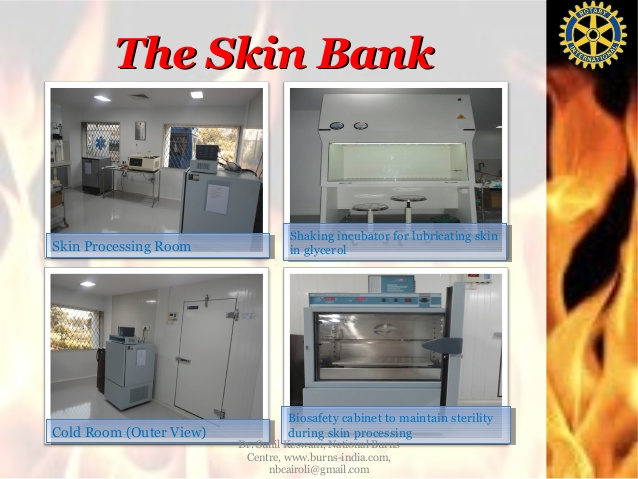 The Skin Bank
ROTARY
INTERNATIONAL
Skin Processing Room
Shaking incubator for lubricating skin
in glycerol
Cold Room (Outer View)
Biosafety cabinet to maintain sterility
during skin processing
Keswani, National Burns
Centre, www.burns-india.com,
nbcairoli@gmail.com